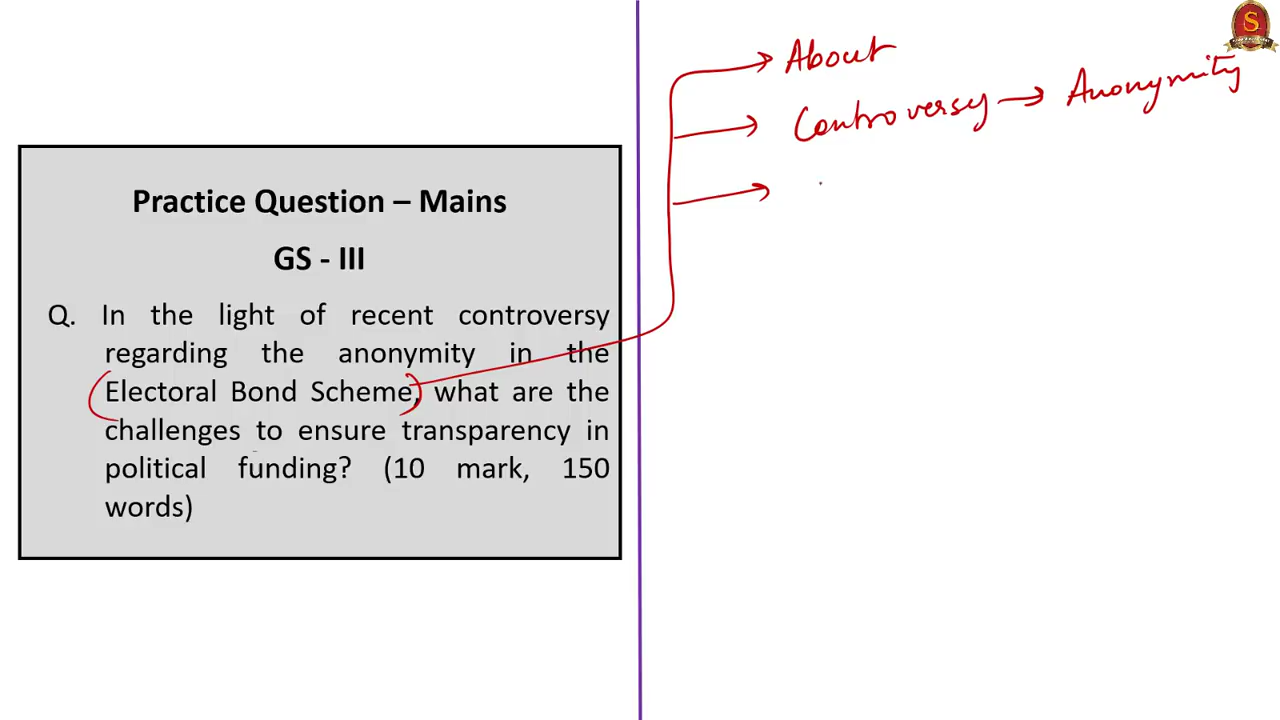 Practice Question – Mains
GS - III
Q. In the light of recent controversy
regarding the anonymity in the
Electoral Bond Scheme, what are the
challenges to ensure transparency in
political funding? (10 mark, 150
words)
About
Controversy → Anonymity
S